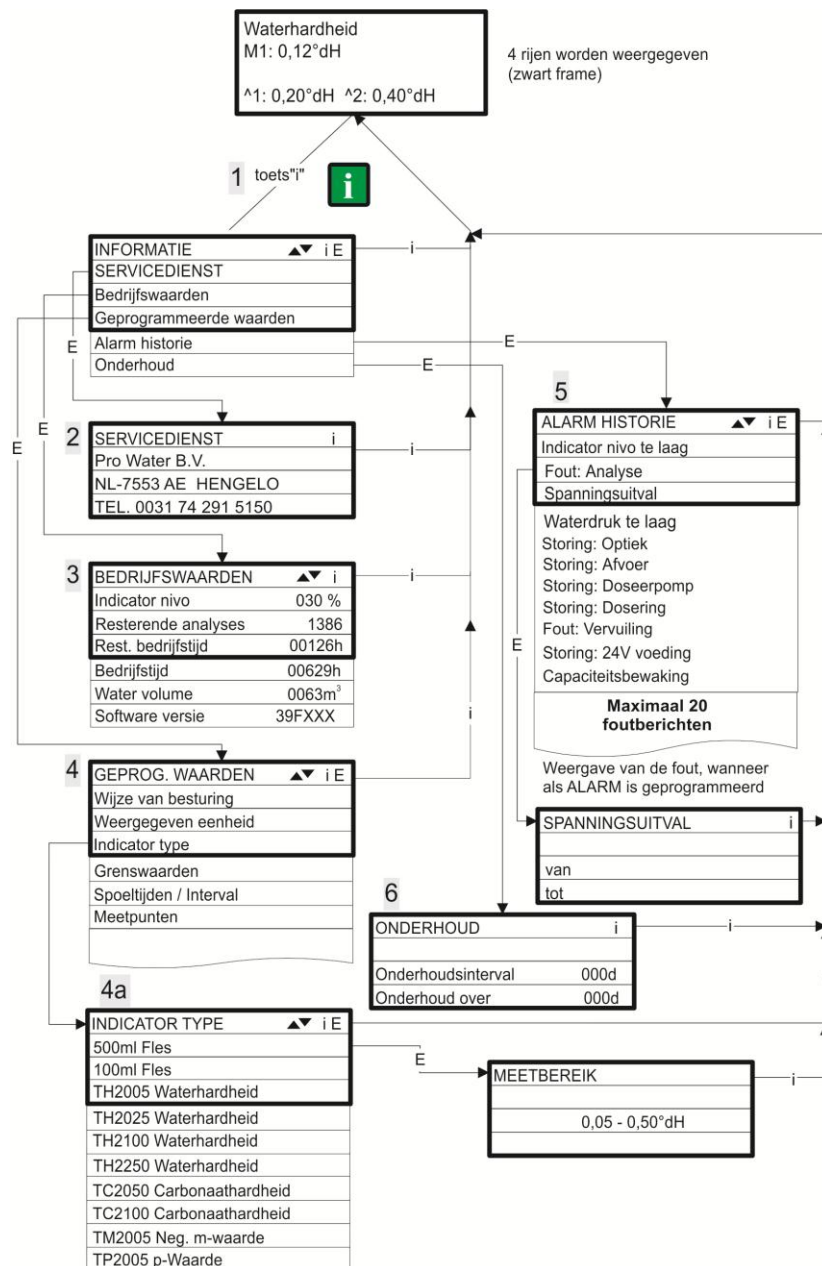 Waterhardheid
M1: 0,12°dH
^1: 0,20°dH ^2: 0,40°dH
4 rijen worden weergegeven
(zwart frame)
1 toets"i"
i
INFORMATIE ▲▼ i E
SERVICEDIENST
Bedrijfswaarden
Geprogrammeerde waarden
Alarm historie
Onderhoud
i
E
E
E
E
E
2
SERVICEDIENST i
Pro Water B.V.
NL-7553 AE HENGELO
TEL. 0031 74 291 5150
i
3
BEDRIJFSWAARDEN ▲▼ i
Indicator nivo 030 %
Resterende analyses 1386
Rest. bedrijfstijd 00126h
Bedrijfstijd 00629h
Water volume 0063m³
Software versie 39FXXX
i
4
GEPROG. WAARDEN ▲▼ i E
Wijze van besturing
Weergegeven eenheid
Indicator type
Grenswaarden
Spoeltijden / Interval
Meetpunten
i
5
ALARM HISTORIE ▲▼ i E
Indicator nivo te laag
Fout: Analyse
Spanningsuitval
Waterdruk te laag
Storing: Optiek
Storing: Afvoer
Storing: Doseerpomp
Storing: Dosering
Fout: Vervuiling
Storing: 24V voeding
Capaciteitsbewaking
Maximaal 20
foutberichten
E
Weergave van de fout, wanneer
als ALARM is geprogrammeerd
SPANNINGSUITVAL i
van
tot
6
ONDERHOUD i
Onderhoudsinterval 000d
Onderhoud over 000d
i
4a
INDICATOR TYPE ▲▼ i E
500ml Fles
100ml Fles
TH2005 Waterhardheid
TH2025 Waterhardheid
TH2100 Waterhardheid
TH2250 Waterhardheid
TC2050 Carbonaathardheid
TC2100 Carbonaathardheid
TM2005 Neg. m-waarde
TP2005 p-Waarde
E
MEETBEREIK
0,05 - 0,50°dH
i